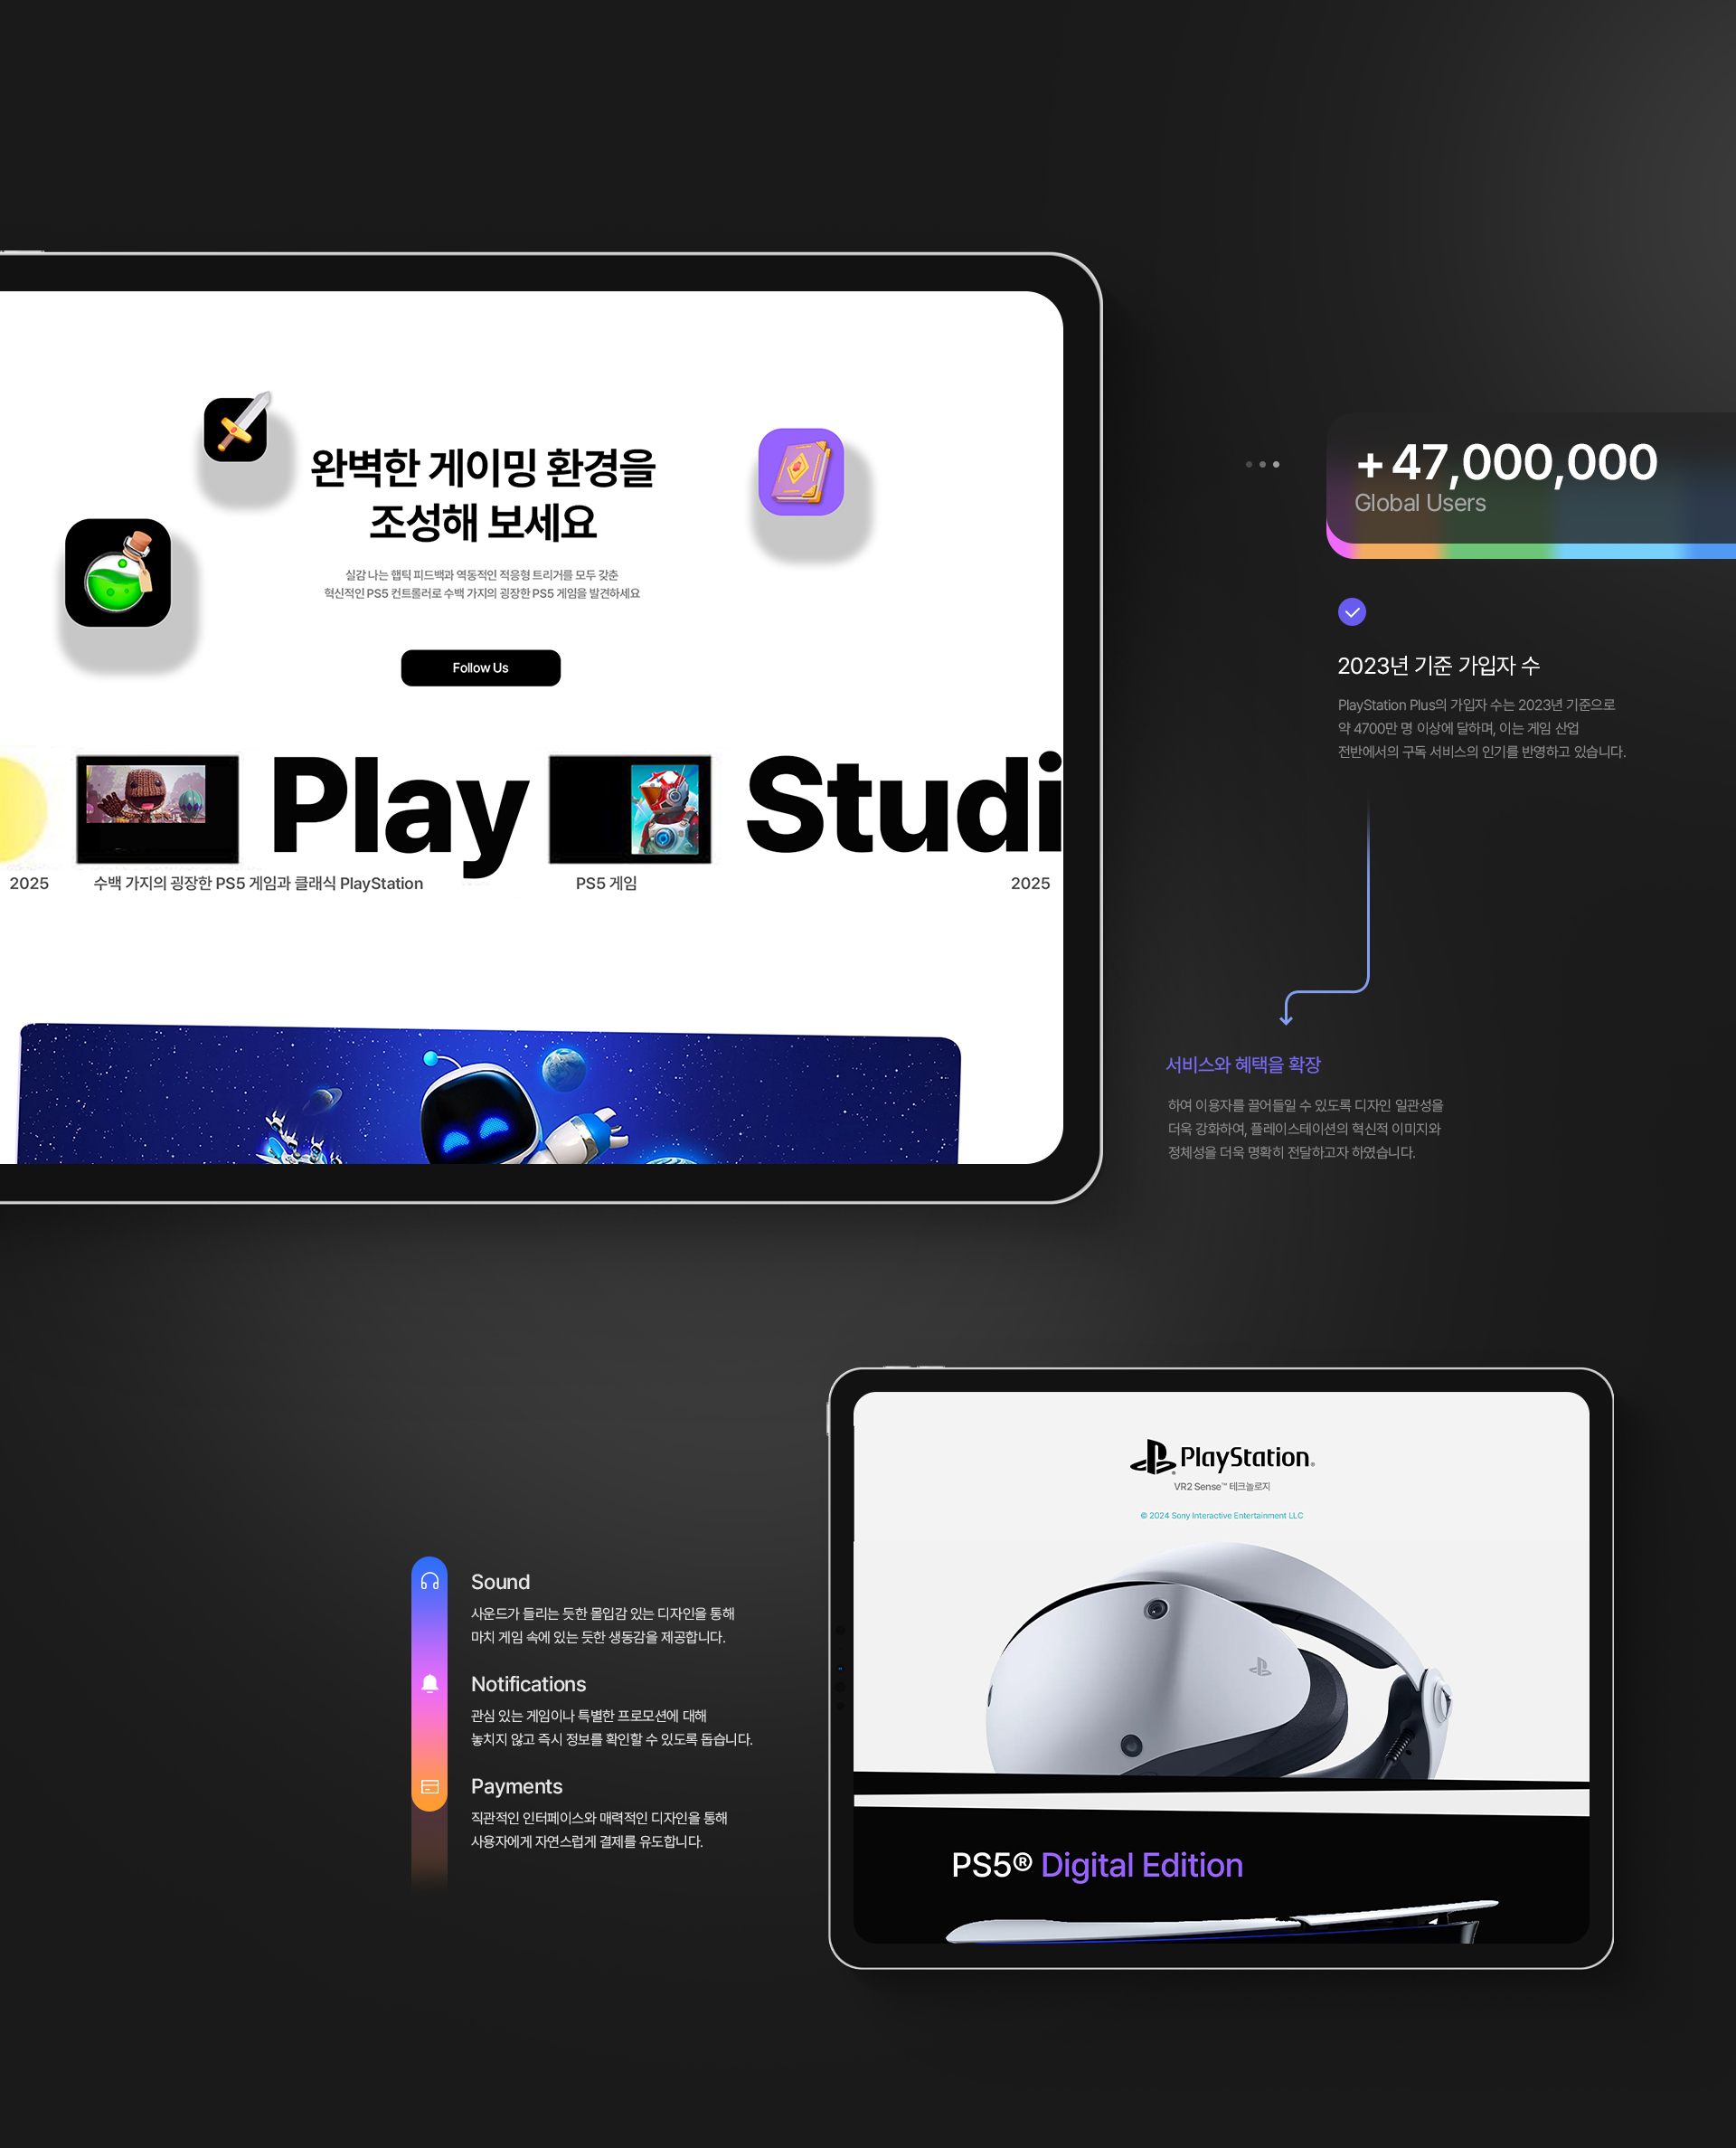 완벽한 게이밍 환경을
조성해 보세요
실감 나는 햅틱 피드백과 역동적인 적응형 트리거를 모두 갖춘
혁신적인 PS5 컨트롤러로 수백 가지의 굉장한 PS5 게임을 발견하세요
Follow Us
Play Studi
2025 수백 가지의 굉장한 PS5 게임과 클래식 PlayStation PS5 게임 2025
+ 47,000,000
Global Users
2023년 기준 가입자 수
PlayStation Plus의 가입자 수는 2023년 기준으로
약 4700만 명 이상에 달하며, 이는 게임 산업
전반에서의 구독 서비스의 인기를 반영하고 있습니다.
서비스와 혜택을 확장
하여 이용자를 끌어들일 수 있도록 디자인 일관성을
더욱 강화하여, 플레이스테이션의 혁신적 이미지와
정체성을 더욱 명확히 전달하고자 하였습니다.
Sound
사운드가 들리는 듯한 몰입감 있는 디자인을 통해
마치 게임 속에 있는 듯한 생동감을 제공합니다.
Notifications
관심 있는 게임이나 특별한 프로모션에 대해
놓치지 않고 즉시 정보를 확인할 수 있도록 돕습니다.
Payments
직관적인 인터페이스와 매력적인 디자인을 통해
사용자에게 자연스럽게 결제를 유도합니다.
PlayStation®
VR2 Sense™ 테크놀로지
© 2024 Sony Interactive Entertainment LLC
PS5® Digital Edition